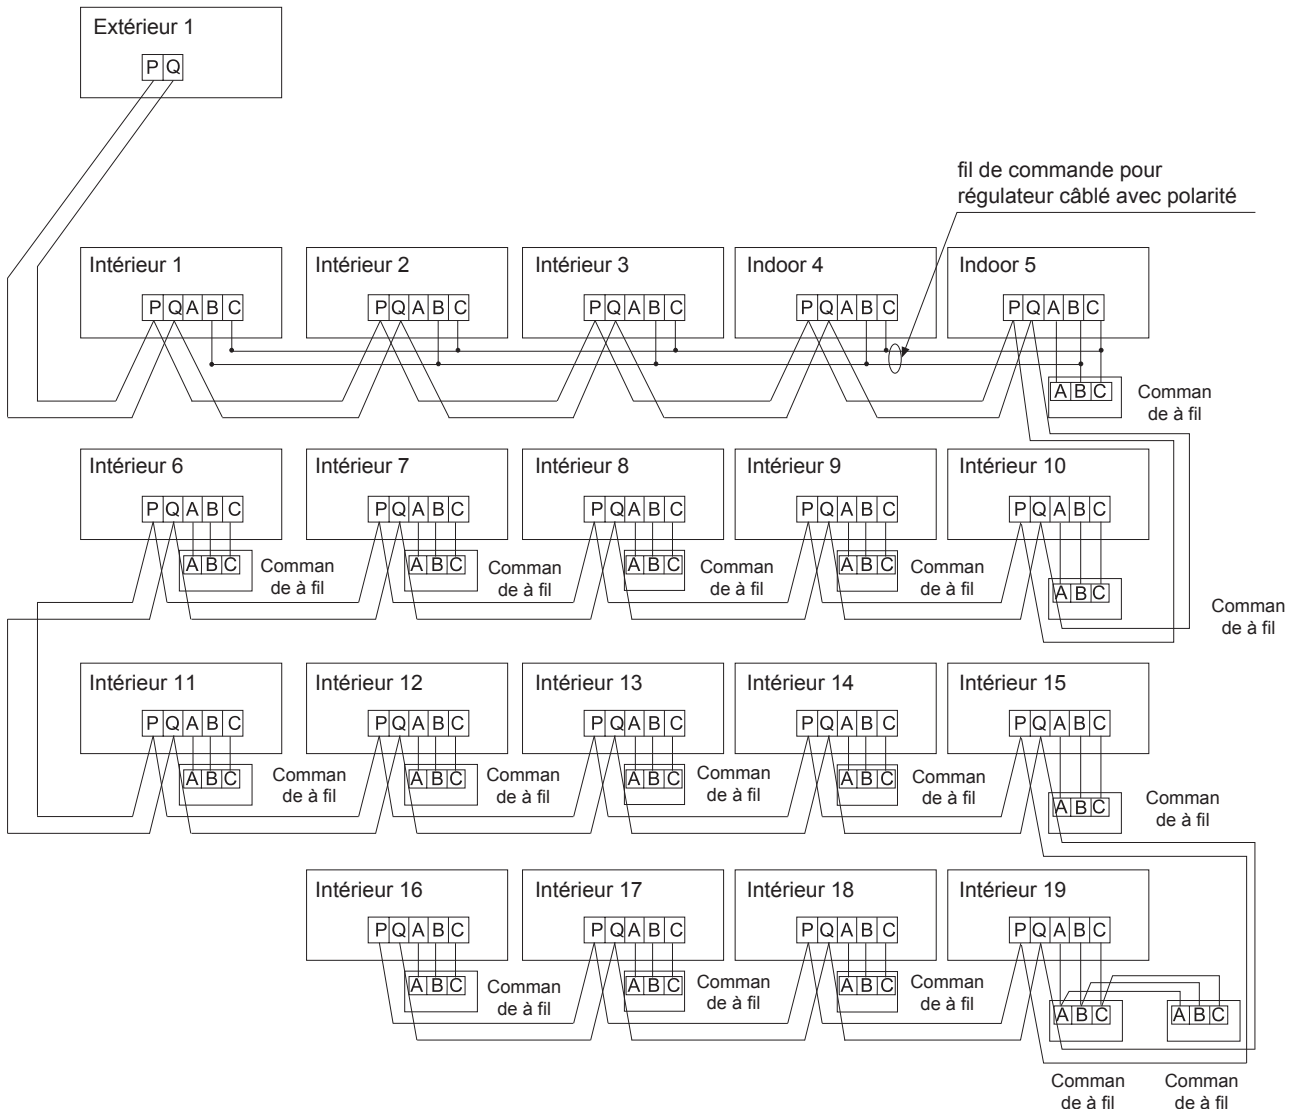 Extérieur 1
P Q
fil de commande pour
régulateur câblé avec polarité
Intérieur 1
Intérieur 2
Intérieur 3
Indoor 4
Indoor 5
P Q A B C
P Q A B C
P Q A B C
P Q A B C
P Q A B C
A B C
Comman
de à fil
Intérieur 6
Intérieur 7
Intérieur 8
Intérieur 9
Intérieur 10
P Q A B C
P Q A B C
P Q A B C
P Q A B C
P Q A B C
A B C
Comman
de à fil
A B C
Comman
de à fil
A B C
Comman
de à fil
A B C
Comman
de à fil
A B C
Comman
de à fil
Intérieur 11
Intérieur 12
Intérieur 13
Intérieur 14
Intérieur 15
P Q A B C
P Q A B C
P Q A B C
P Q A B C
P Q A B C
A B C
Comman
de à fil
A B C
Comman
de à fil
A B C
Comman
de à fil
A B C
Comman
de à fil
A B C
Comman
de à fil
Intérieur 16
Intérieur 17
Intérieur 18
Intérieur 19
P Q A B C
P Q A B C
P Q A B C
P Q A B C
A B C
Comman
de à fil
A B C
Comman
de à fil
A B C
Comman
de à fil
A B C
A B C
Comman
de à fil
Comman
de à fil